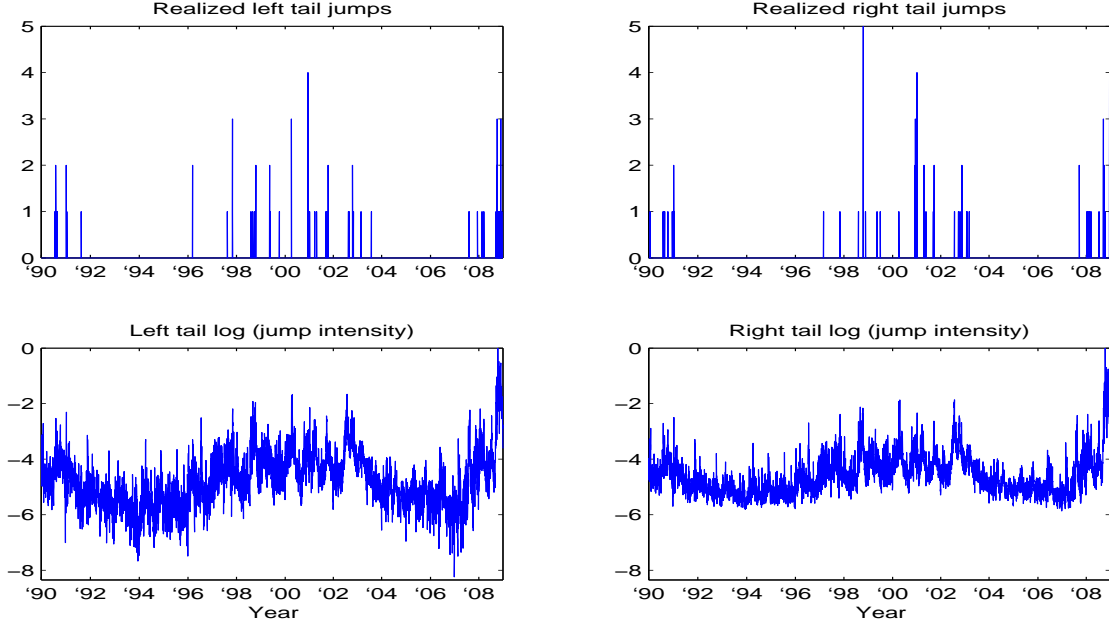 Realized left tail jumps
5
4
3
2
1
0
‘90 ‘92 ‘94 ‘96 ‘98 ‘00 ‘02 ‘04 ‘06 ‘08
Realized right tail jumps
5
4
3
2
1
0
‘90 ‘92 ‘94 ‘96 ‘98 ‘00 ‘02 ‘04 ‘06 ‘08
Left tail log (jump intensity)
0
−2
−4
−6
−8
‘90 ‘92 ‘94 ‘96 ‘98 ‘00 ‘02 ‘04 ‘06 ‘08
Year
Right tail log (jump intensity)
0
−2
−4
−6
−8
‘90 ‘92 ‘94 ‘96 ‘98 ‘00 ‘02 ‘04 ‘06 ‘08
Year